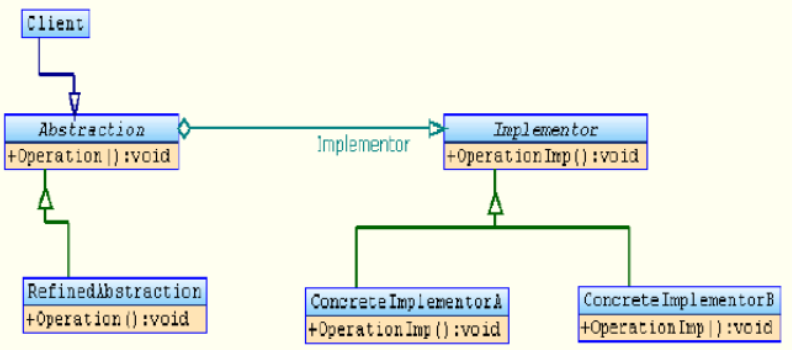 Client
Abstraction
+Operation|):void
Implementor
Implementor
+OperationImp():void
RefinedAbstraction
+Operation():void
ConcreteImplementorA
+OperationImp():void
ConcreteImplementorB
+OperationImp|):void